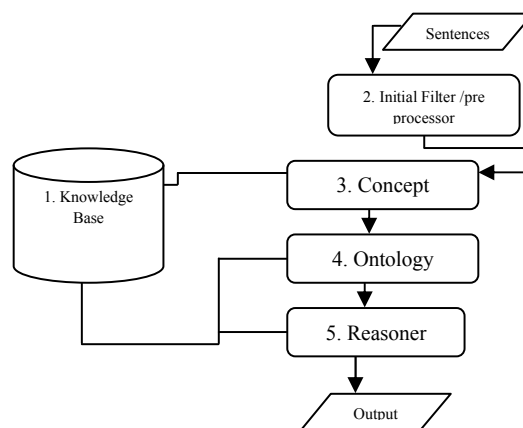 Sentences
2. Initial Filter /pre
processor
1. Knowledge
Base
3. Concept
4. Ontology
5. Reasoner
Output